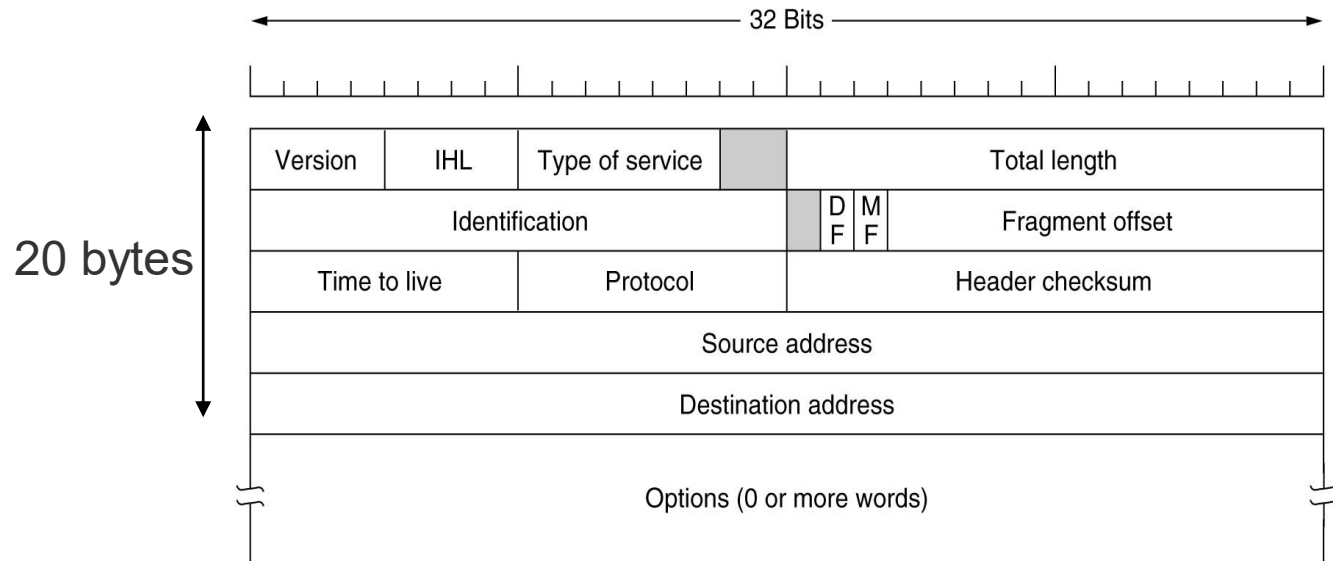 32 Bits
Version IHL Type of service Total length
Identification D F M F Fragment offset
20 bytes
Time to live Protocol Header checksum
Source address
Destination address
Options (0 or more words)